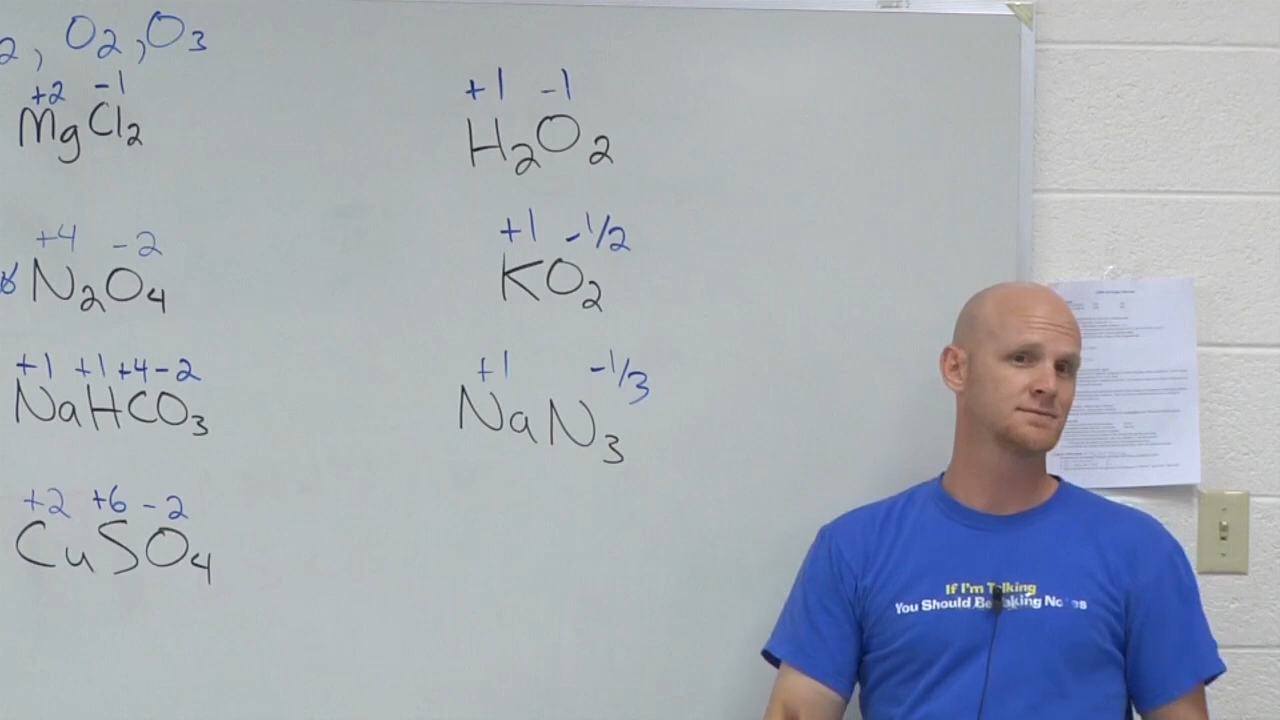 2, O2, O3
+2 -1
MgCl2
+4 -2
N2O4
+1 +1 +4 -2
NaHCO3
+2 +6 -2
CuSO4
+1 -1
H2O2
+1 -1/2
KO2
+1 -1/3
NaN3
If I'm Talking
You Should Be Taking Notes